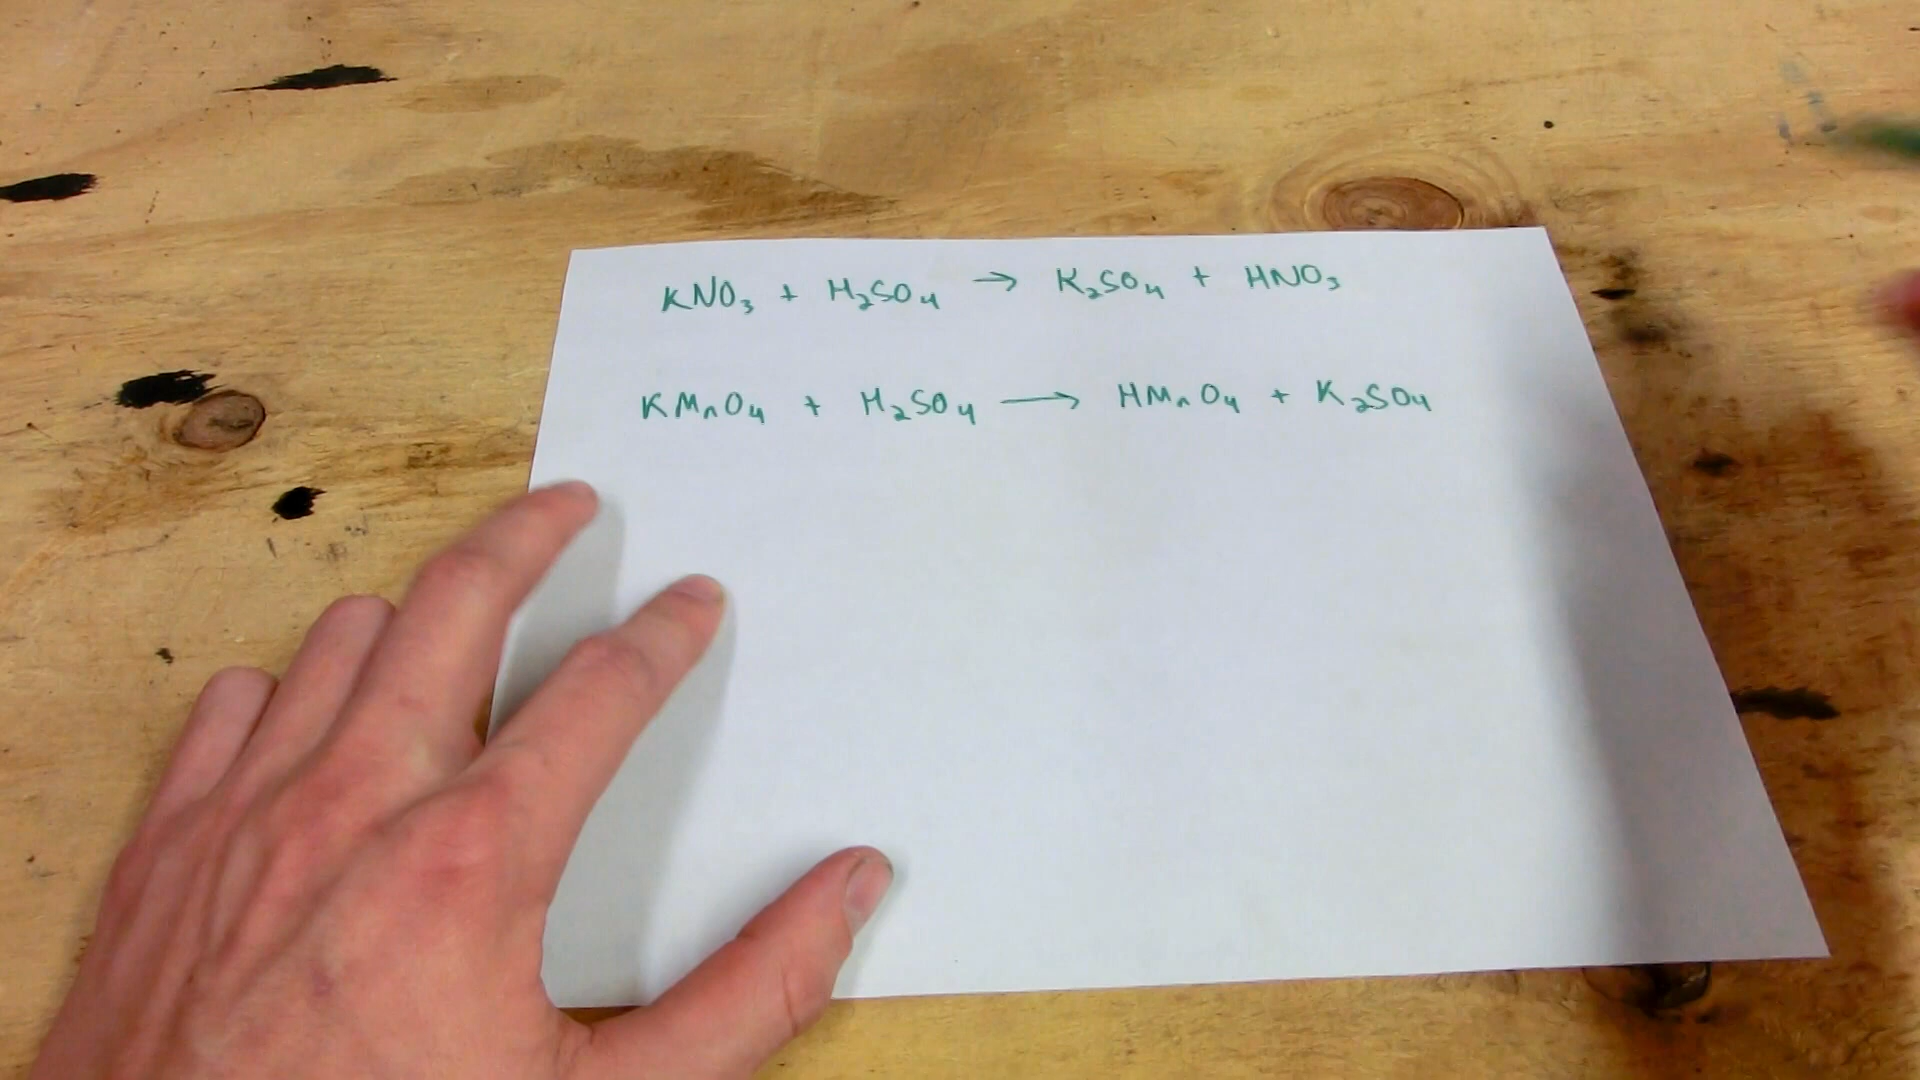 KNO₃ + H₂SO₄ → K₂SO₄ + HNO₃
KMnO₄ + H₂SO₄ → HMnO₄ + K₂SO₄